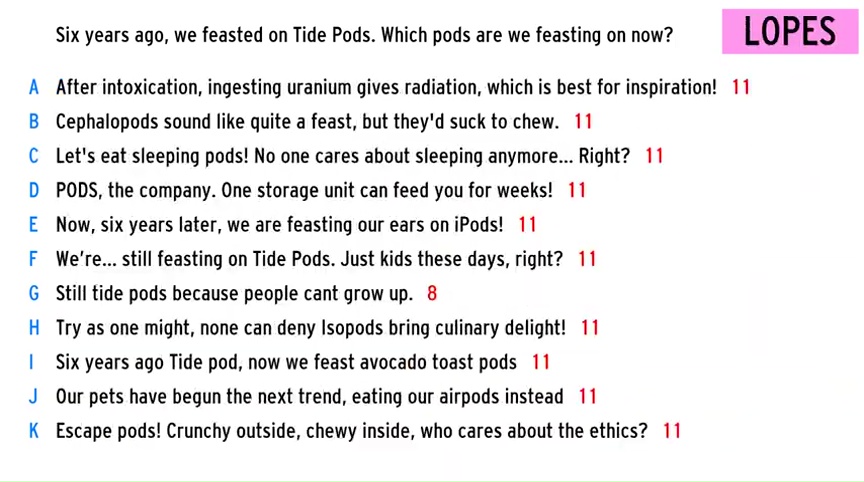 LOPES
Six years ago, we feasted on Tide Pods. Which pods are we feasting on now?
A After intoxication, ingesting uranium gives radiation, which is best for inspiration! 11
B Cephalopods sound like quite a feast, but they'd suck to chew. 11
C Let's eat sleeping pods! No one cares about sleeping anymore... Right? 11
D PODS, the company. One storage unit can feed you for weeks! 11
E Now, six years later, we are feasting our ears on iPods! 11
F We're... still feasting on Tide Pods. Just kids these days, right? 11
G Still tide pods because people cant grow up. 8
H Try as one might, none can deny Isopods bring culinary delight! 11
I Six years ago Tide pod, now we feast avocado toast pods 11
J Our pets have begun the next trend, eating our airpods instead 11
K Escape pods! Crunchy outside, chewy inside, who cares about the ethics? 11